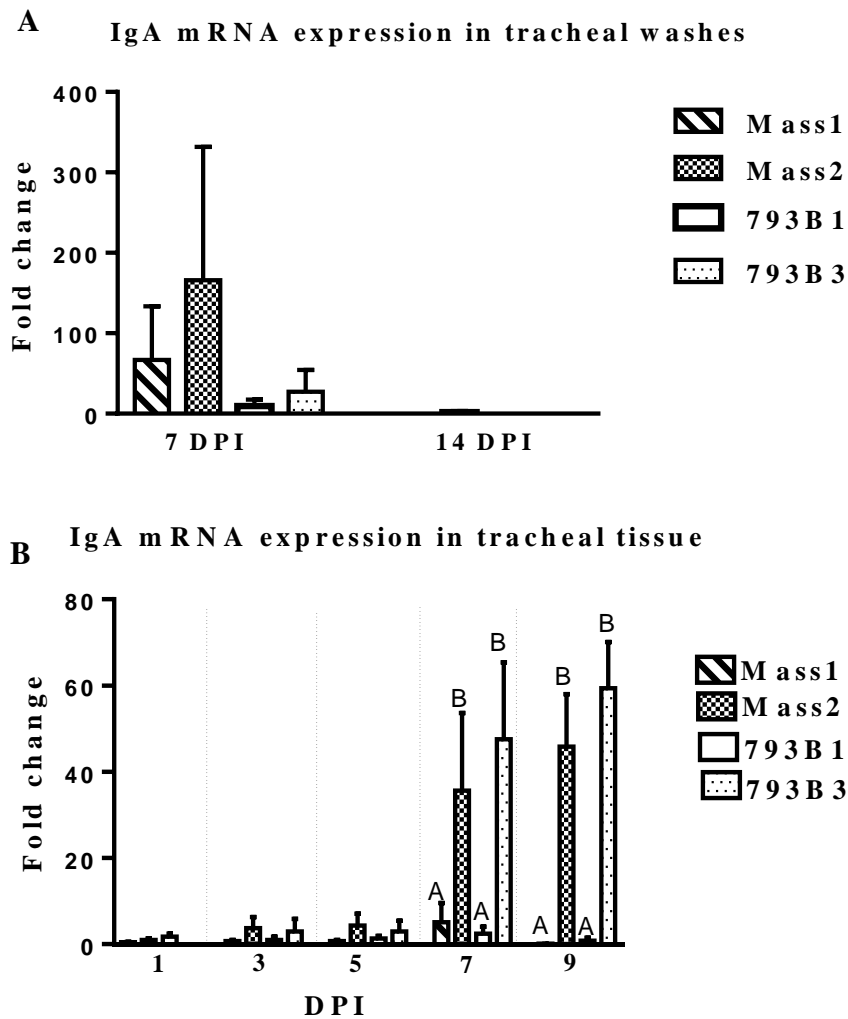 A
IgA mRNA expression in tracheal washes
Fold change
400
300
200
100
0
7 DPI
14 DPI
Mass1
Mass2
793B1
793B3
B
IgA mRNA expression in tracheal tissue
Fold change
80
60
40
20
0
A
B
A
B
A
B
A
B
1
3
5
7
9
DPI
Mass1
Mass2
793B1
793B3